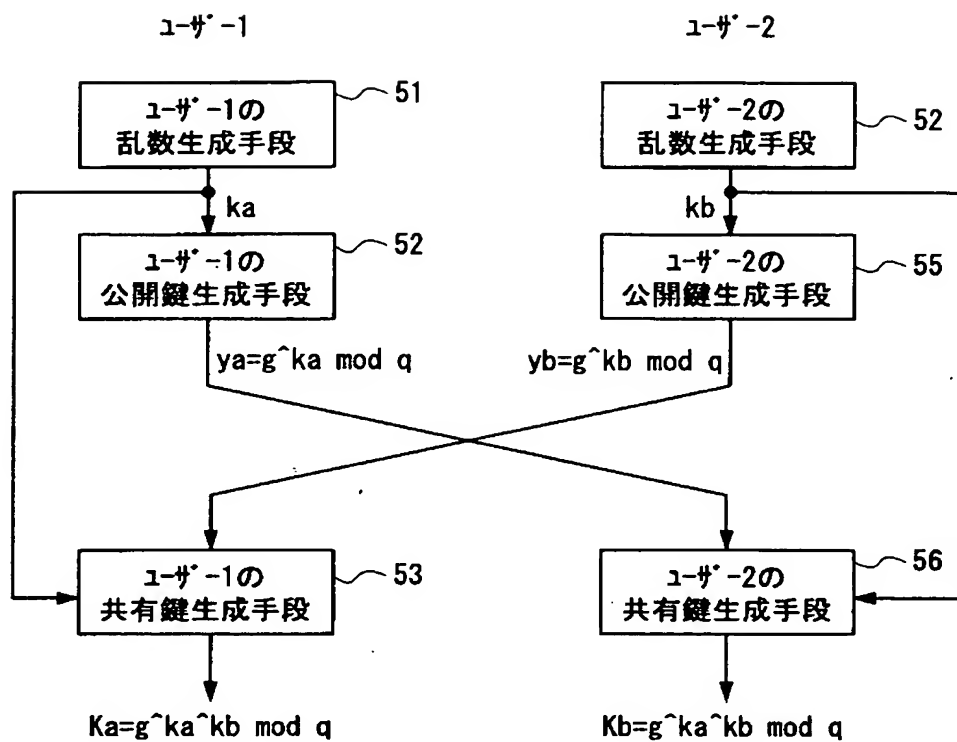 ﾕｰｻﾞｰ1
ﾕｰｻﾞｰ2
ﾕｰｻﾞｰ1の
乱数生成手段
51
ﾕｰｻﾞｰ2の
乱数生成手段
52
ka
kb
ﾕｰｻﾞｰ1の
公開鍵生成手段
52
ﾕｰｻﾞｰ2の
公開鍵生成手段
55
ya=g^ka mod q
yb=g^kb mod q
ﾕｰｻﾞｰ1の
共有鍵生成手段
53
ﾕｰｻﾞｰ2の
共有鍵生成手段
56
Ka=g^ka^kb mod q
Kb=g^ka^kb mod q